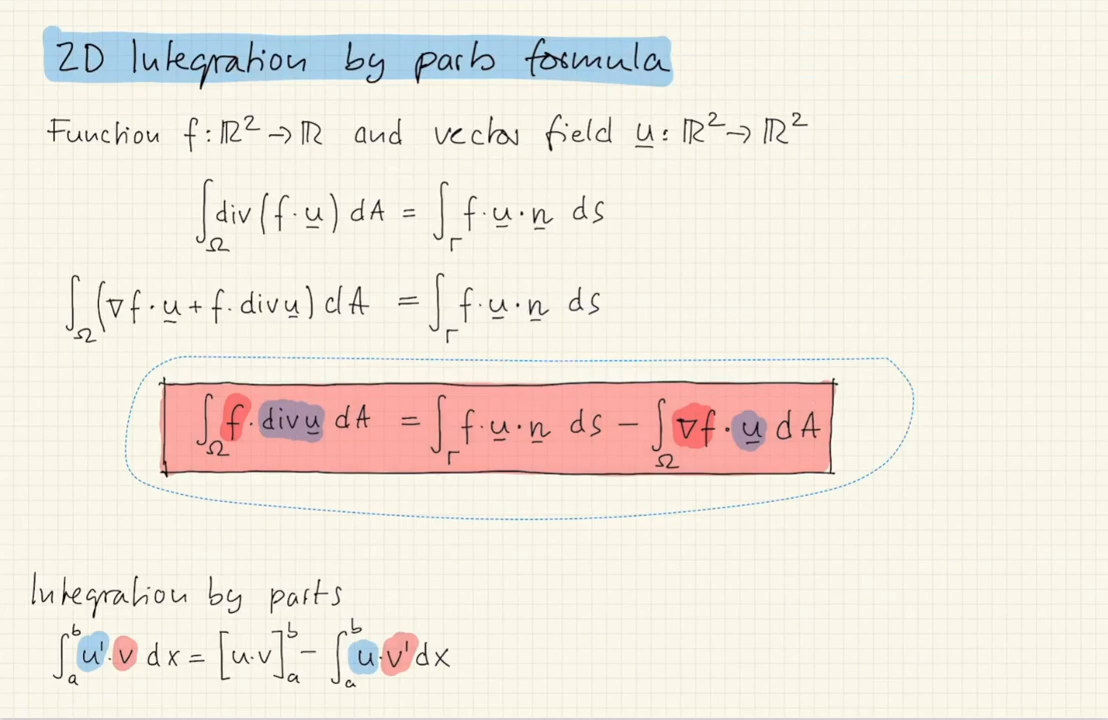 2D Integration by parts formula
Function f: ℝ² → ℝ and vector field u̲: ℝ² → ℝ²
∫_Ω div(f·u̲) dA = ∫_Γ f·u̲·n̲ ds
∫_Ω (∇f·u̲ + f·div u̲) dA = ∫_Γ f·u̲·n̲ ds
∫_Ω f·div u̲ dA = ∫_Γ f·u̲·n̲ ds − ∫_Ω ∇f·u̲ dA
Integration by parts
∫_a^b u'·v dx = [u·v]_a^b − ∫_a^b u·v' dx